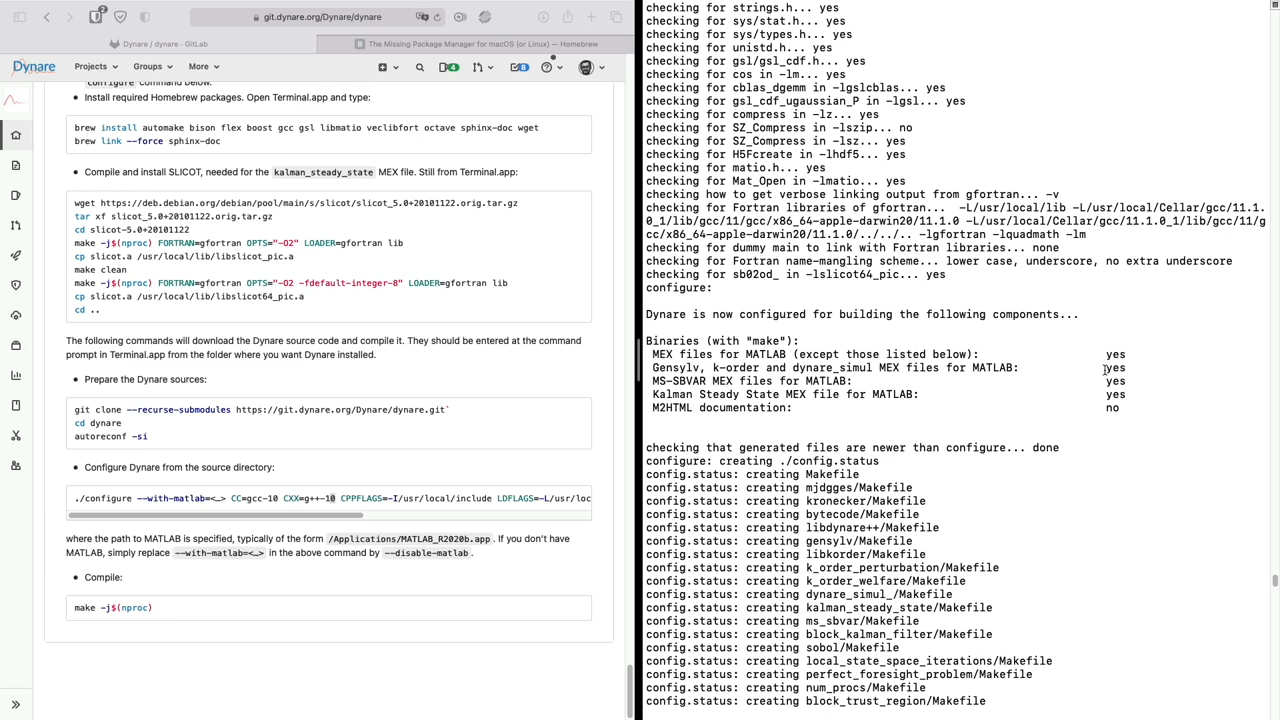 git.dynare.org/Dynare/dynare
Dynare / dynare · GitLab
The Missing Package Manager for macOS (or Linux) — Homebrew
Dynare
Projects
Groups
More
4
8
configure command below.
• Install required Homebrew packages. Open Terminal.app and type:
brew install automake bison flex boost gcc gsl libmatio veclibfort octave sphinx-doc wget
brew link --force sphinx-doc
• Compile and install SLICOT, needed for the kalman_steady_state MEX file. Still from Terminal.app:
wget https://deb.debian.org/debian/pool/main/s/slicot/slicot_5.0+20101122.orig.tar.gz
tar xf slicot_5.0+20101122.orig.tar.gz
cd slicot-5.0+20101122
make -j$(nproc) FORTRAN=gfortran OPTS="-O2" LOADER=gfortran lib
cp slicot.a /usr/local/lib/libslicot_pic.a
make clean
make -j$(nproc) FORTRAN=gfortran OPTS="-O2 -fdefault-integer-8" LOADER=gfortran lib
cp slicot.a /usr/local/lib/libslicot64_pic.a
cd ..
The following commands will download the Dynare source code and compile it. They should be entered at the command
prompt in Terminal.app from the folder where you want Dynare installed.
• Prepare the Dynare sources:
git clone --recurse-submodules https://git.dynare.org/Dynare/dynare.git`
cd dynare
autoreconf -si
• Configure Dynare from the source directory:
./configure --with-matlab=<…> CC=gcc-10 CXX=g++-10 CPPFLAGS=-I/usr/local/include LDFLAGS=-L/usr/loc
where the path to MATLAB is specified, typically of the form /Applications/MATLAB_R2020b.app. If you don't have
MATLAB, simply replace --with-matlab=<…> in the above command by --disable-matlab.
• Compile:
make -j$(nproc)
checking for strings.h... yes
checking for sys/stat.h... yes
checking for sys/types.h... yes
checking for unistd.h... yes
checking for gsl/gsl_cdf.h... yes
checking for cos in -lm... yes
checking for cblas_dgemm in -lgslcblas... yes
checking for gsl_cdf_ugaussian_P in -lgsl... yes
checking for compress in -lz... yes
checking for SZ_Compress in -lszip... no
checking for SZ_Compress in -lsz... yes
checking for H5Fcreate in -lhdf5... yes
checking for matio.h... yes
checking for Mat_Open in -lmatio... yes
checking how to get verbose linking output from gfortran... -v
checking for Fortran libraries of gfortran...  -L/usr/local/lib -L/usr/local/Cellar/gcc/11.1.
0_1/lib/gcc/11/gcc/x86_64-apple-darwin20/11.1.0 -L/usr/local/Cellar/gcc/11.1.0_1/lib/gcc/11/g
cc/x86_64-apple-darwin20/11.1.0/../../.. -lgfortran -lquadmath -lm
checking for dummy main to link with Fortran libraries... none
checking for Fortran name-mangling scheme... lower case, underscore, no extra underscore
checking for sb02od_ in -lslicot64_pic... yes
configure:
Dynare is now configured for building the following components...
Binaries (with "make"):
MEX files for MATLAB (except those listed below): yes
Gensylv, k-order and dynare_simul MEX files for MATLAB: yes
MS-SBVAR MEX files for MATLAB: yes
Kalman Steady State MEX file for MATLAB: yes
M2HTML documentation: no
checking that generated files are newer than configure... done
configure: creating ./config.status
config.status: creating Makefile
config.status: creating mjdgges/Makefile
config.status: creating kronecker/Makefile
config.status: creating bytecode/Makefile
config.status: creating libdynare++/Makefile
config.status: creating gensylv/Makefile
config.status: creating libkorder/Makefile
config.status: creating k_order_perturbation/Makefile
config.status: creating k_order_welfare/Makefile
config.status: creating dynare_simul_/Makefile
config.status: creating kalman_steady_state/Makefile
config.status: creating ms_sbvar/Makefile
config.status: creating block_kalman_filter/Makefile
config.status: creating sobol/Makefile
config.status: creating local_state_space_iterations/Makefile
config.status: creating perfect_foresight_problem/Makefile
config.status: creating num_procs/Makefile
config.status: creating block_trust_region/Makefile